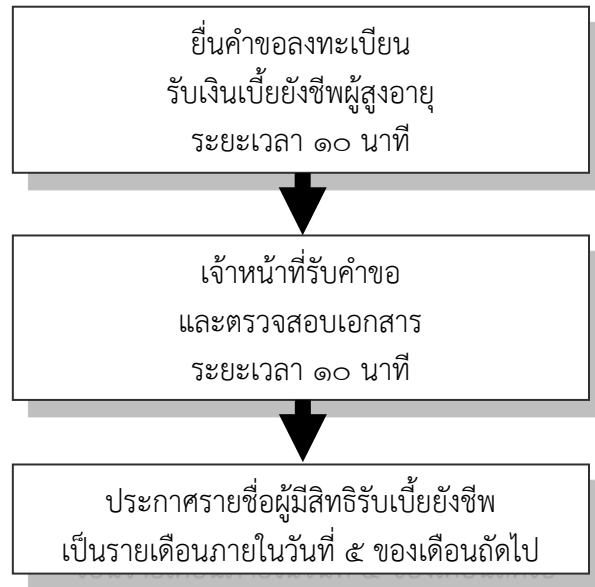 ยื่นคำขอลงทะเบียน
รับเงินเบี้ยยังชีพผู้สูงอายุ
ระยะเวลา ๑๐ นาที
เจ้าหน้าที่รับคำขอ
และตรวจสอบเอกสาร
ระยะเวลา ๑๐ นาที
ประกาศรายชื่อผู้มีสิทธิรับเบี้ยยังชีพ
เป็นรายเดือนภายในวันที่ ๕ ของเดือนถัดไป